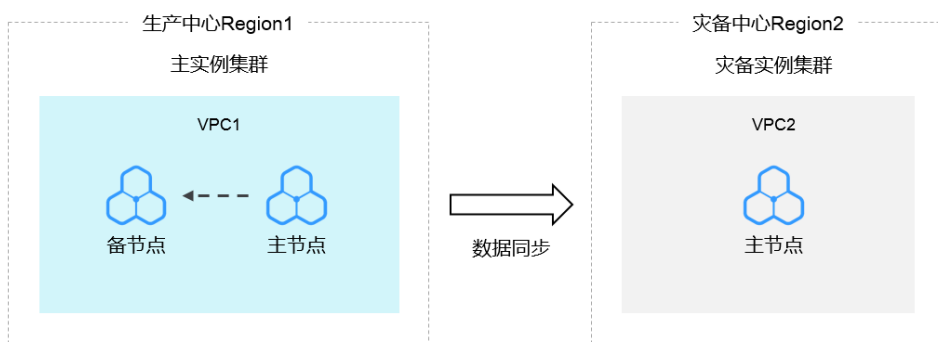 生产中心Region1
主实例集群
VPC1
备节点
主节点
数据同步
灾备中心Region2
灾备实例集群
VPC2
主节点